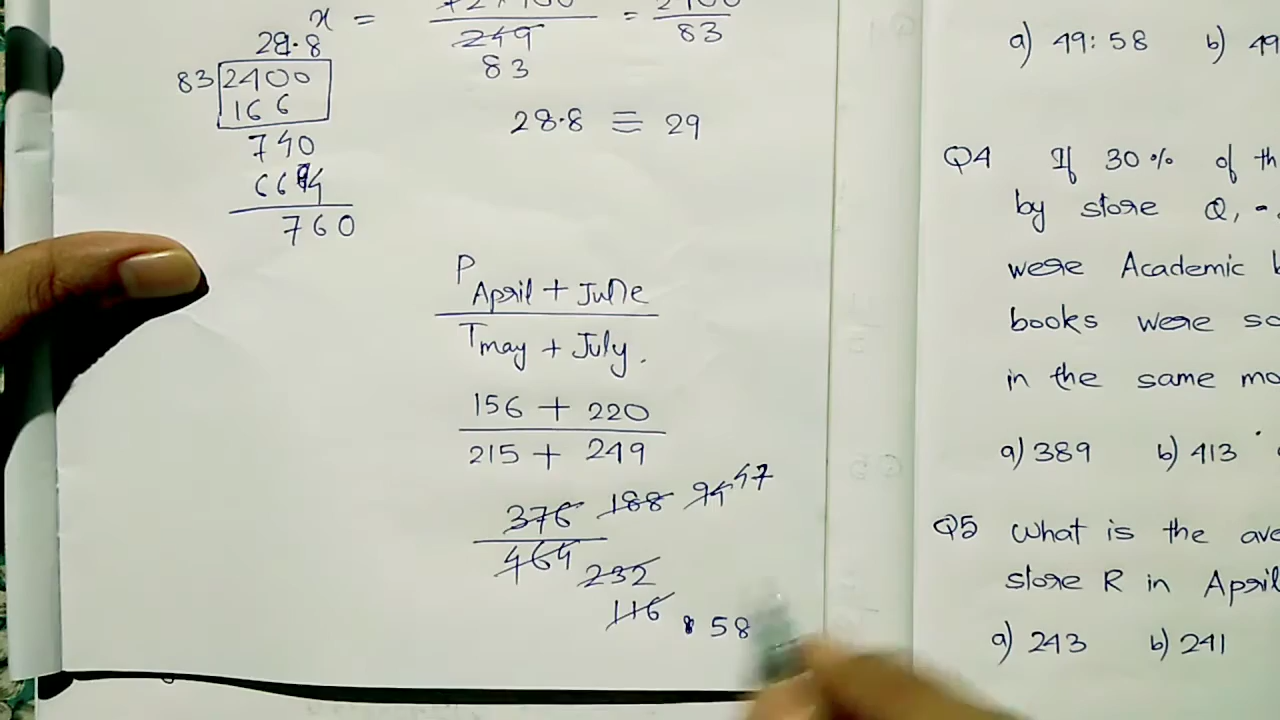 x = = 
249 83
83
28.8
83 2400
166
740
664
760
28.8 ≡ 29
P April + June
T may + July.
156 + 220
215 + 249
376 188 94 47
464 232
116 58
a) 49:58 b) 49
Q4 If 30% of th
by store Q, -
were Academic b
books were so
in the same mo
a) 389 b) 413
Q5 What is the ave
store R in April
a) 243 b) 241